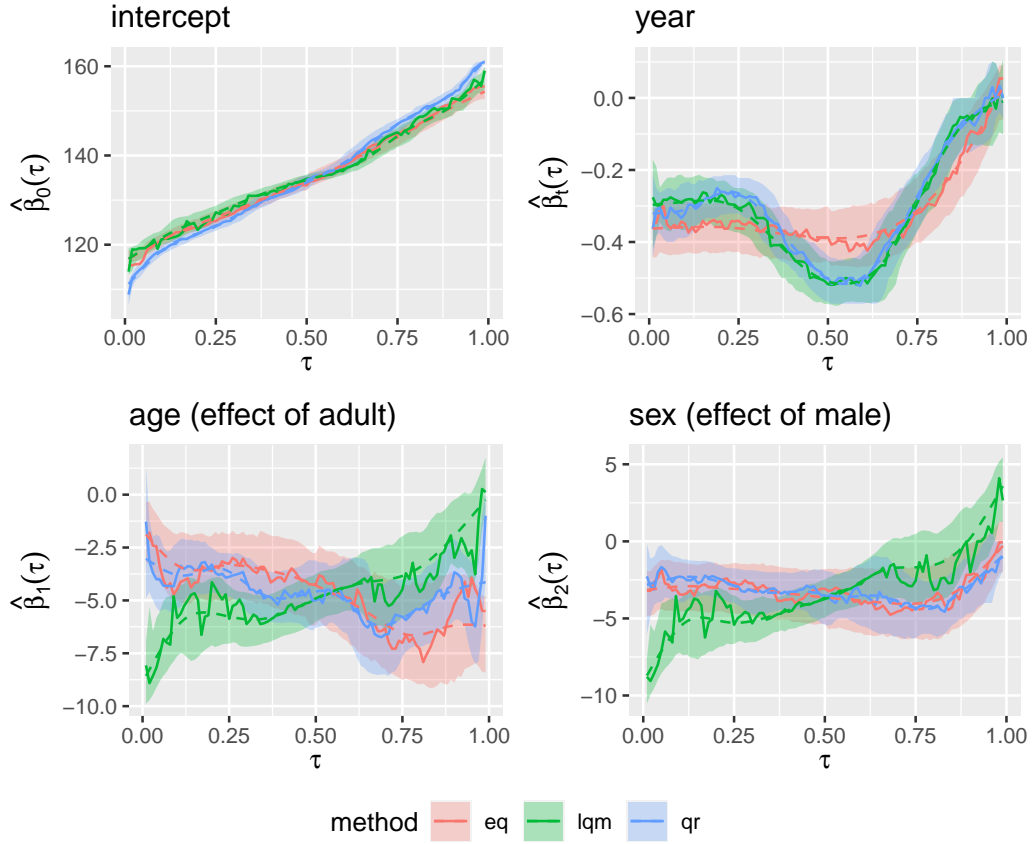 intercept
year
160
140
120
β̂₀(τ)
0.00 0.25 0.50 0.75 1.00
τ
0.0
−0.2
−0.4
−0.6
β̂ₜ(τ)
0.00 0.25 0.50 0.75 1.00
τ
age (effect of adult)
sex (effect of male)
0.0
−2.5
−5.0
−7.5
−10.0
β̂₁(τ)
0.00 0.25 0.50 0.75 1.00
τ
5
0
−5
−10
β̂₂(τ)
0.00 0.25 0.50 0.75 1.00
τ
method eq lqm qr